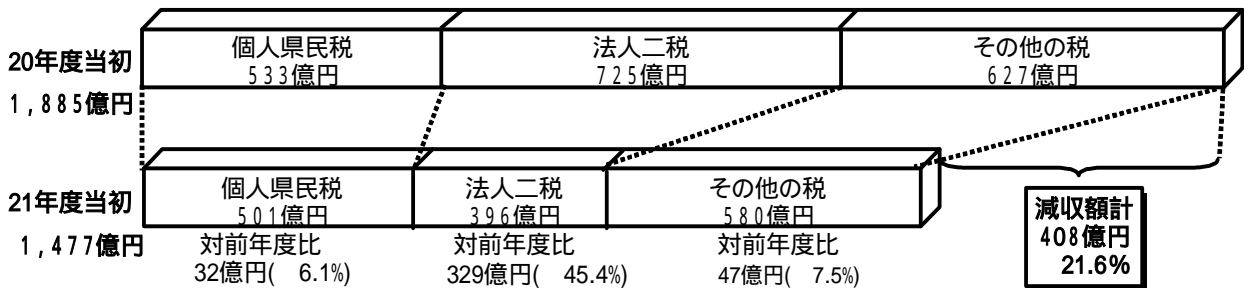 20年度当初
1,885億円
個人県民税
533億円
法人二税
725億円
その他の税
627億円
21年度当初
1,477億円
個人県民税
501億円
法人二税
396億円
その他の税
580億円
対前年度比
32億円( 6.1%)
対前年度比
329億円( 45.4%)
対前年度比
47億円( 7.5%)
減収額計
408億円
21.6%